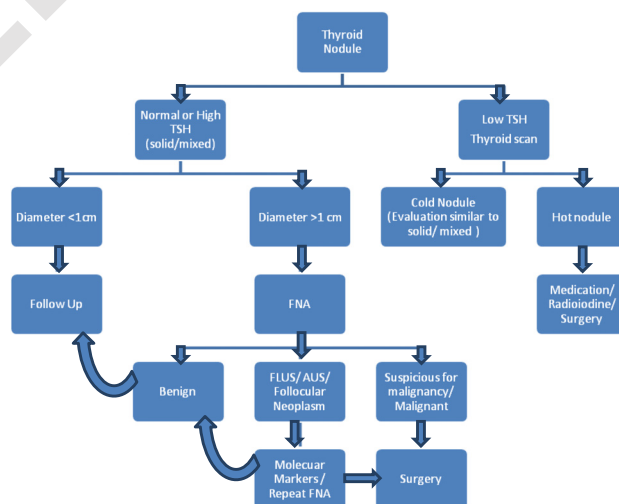 Thyroid
Nodule
Normal or High
TSH
(solid/mixed)
Low TSH
Thyroid scan
Diameter <1cm
Diameter >1 cm
Cold Nodule
(Evaluation similar to
solid/ mixed )
Hot nodule
Follow Up
FNA
Medication/
Radioiodine/
Surgery
Benign
FLUS/ AUS/
Follocular
Neoplasm
Suspicious for
malignancy/
Malignant
Molecuar
Markers /
Repeat FNA
Surgery